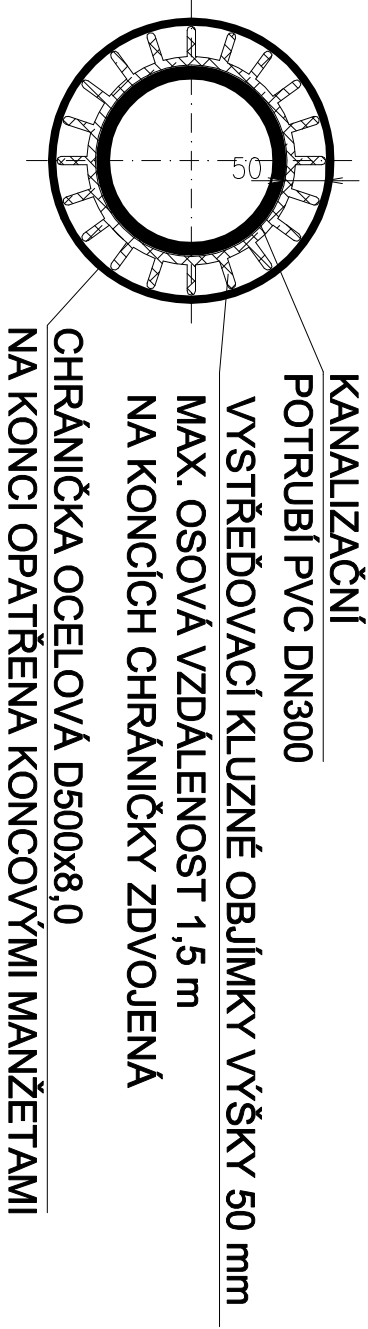 KANALIZAČNÍ
POTRUBÍ PVC DN300
VYSTŘEĎOVACÍ KLUZNÉ OBJÍMKY VÝŠKY 50 mm
MAX. OSOVÁ VZDÁLENOST 1,5 m
NA KONCÍCH CHRÁNIČKY ZDVOJENÁ
CHRÁNIČKA OCELOVÁ D500x8,0
NA KONCI OPATŘENA KONCOVÝMI MANŽETAMI
50